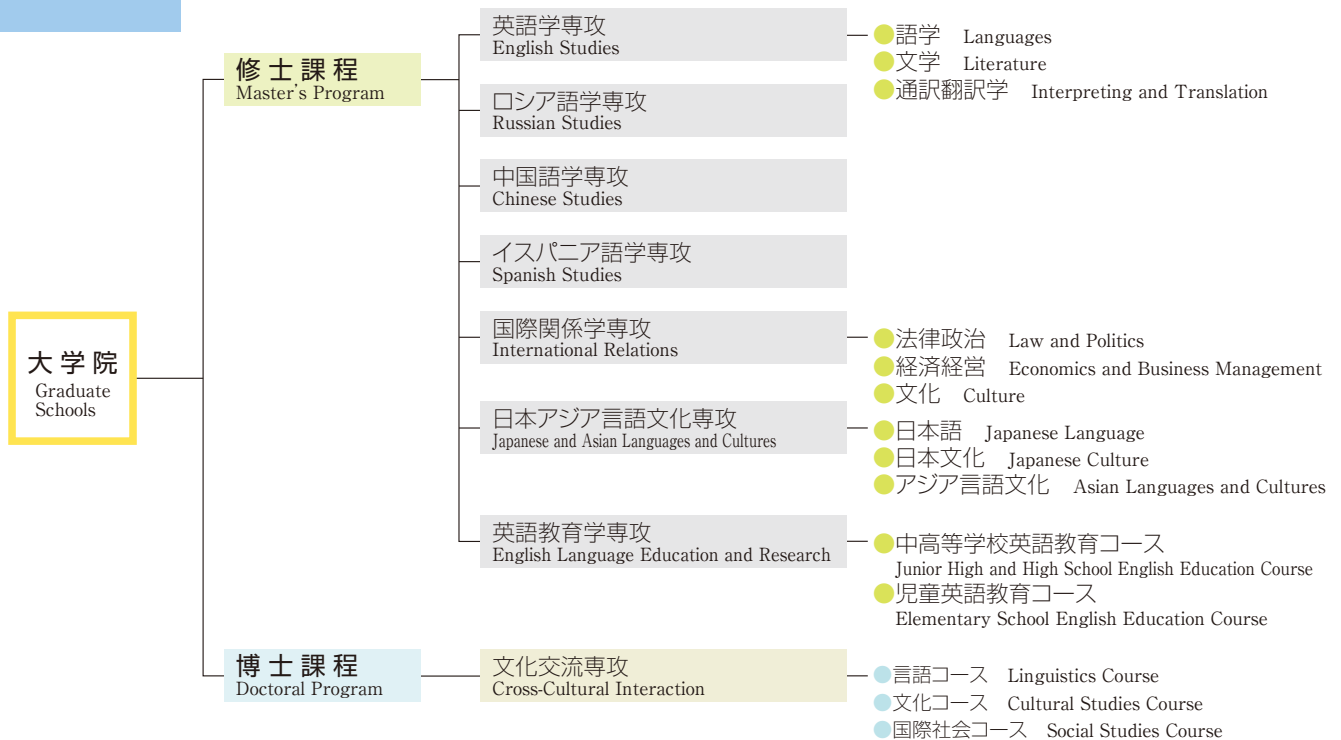 大学院
Graduate
Schools
修士課程
Master's Program
英語学専攻
English Studies
●語学 Languages
●文学 Literature
●通訳翻訳学 Interpreting and Translation
ロシア語学専攻
Russian Studies
中国語学専攻
Chinese Studies
イスパニア語学専攻
Spanish Studies
国際関係学専攻
International Relations
●法律政治 Law and Politics
●経済経営 Economics and Business Management
●文化 Culture
日本アジア言語文化専攻
Japanese and Asian Languages and Cultures
●日本語 Japanese Language
●日本文化 Japanese Culture
●アジア言語文化 Asian Languages and Cultures
英語教育学専攻
English Language Education and Research
●中高等学校英語教育コース
Junior High and High School English Education Course
●児童英語教育コース
Elementary School English Education Course
博士課程
Doctoral Program
文化交流専攻
Cross-Cultural Interaction
●言語コース Linguistics Course
●文化コース Cultural Studies Course
●国際社会コース Social Studies Course